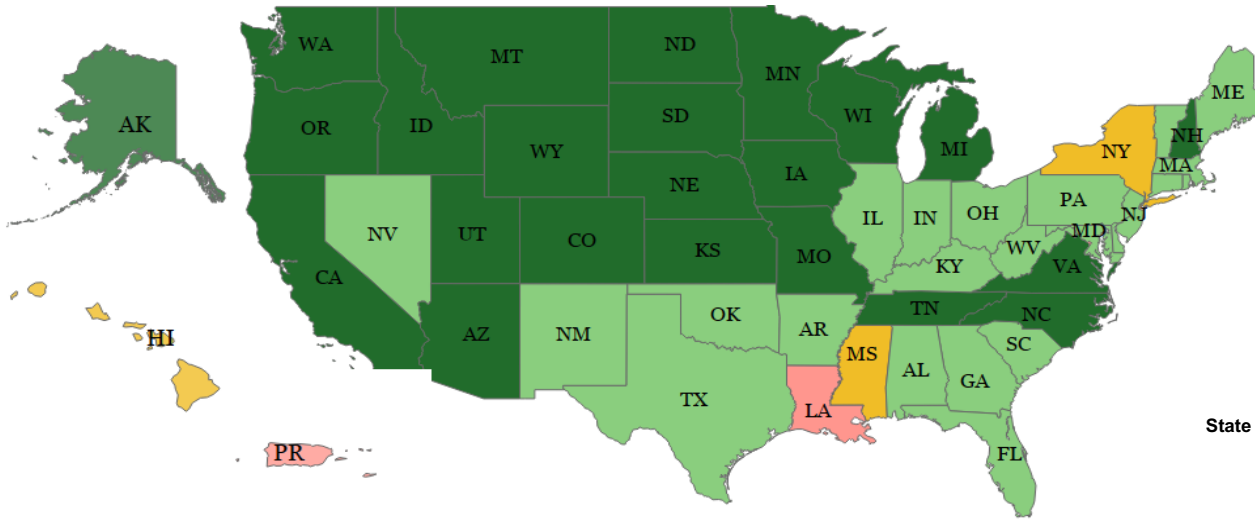 WA
MT
ND
MN
ME
AK
OR
ID
SD
WI
MI
NH
NY
MA
WY
IA
NE
PA
NJ
IL
IN
OH
NV
UT
CO
KS
MO
WV
MD
VA
KY
CA
TN
NC
AZ
NM
OK
AR
SC
HI
MS
AL
GA
TX
LA
State
FL
PR